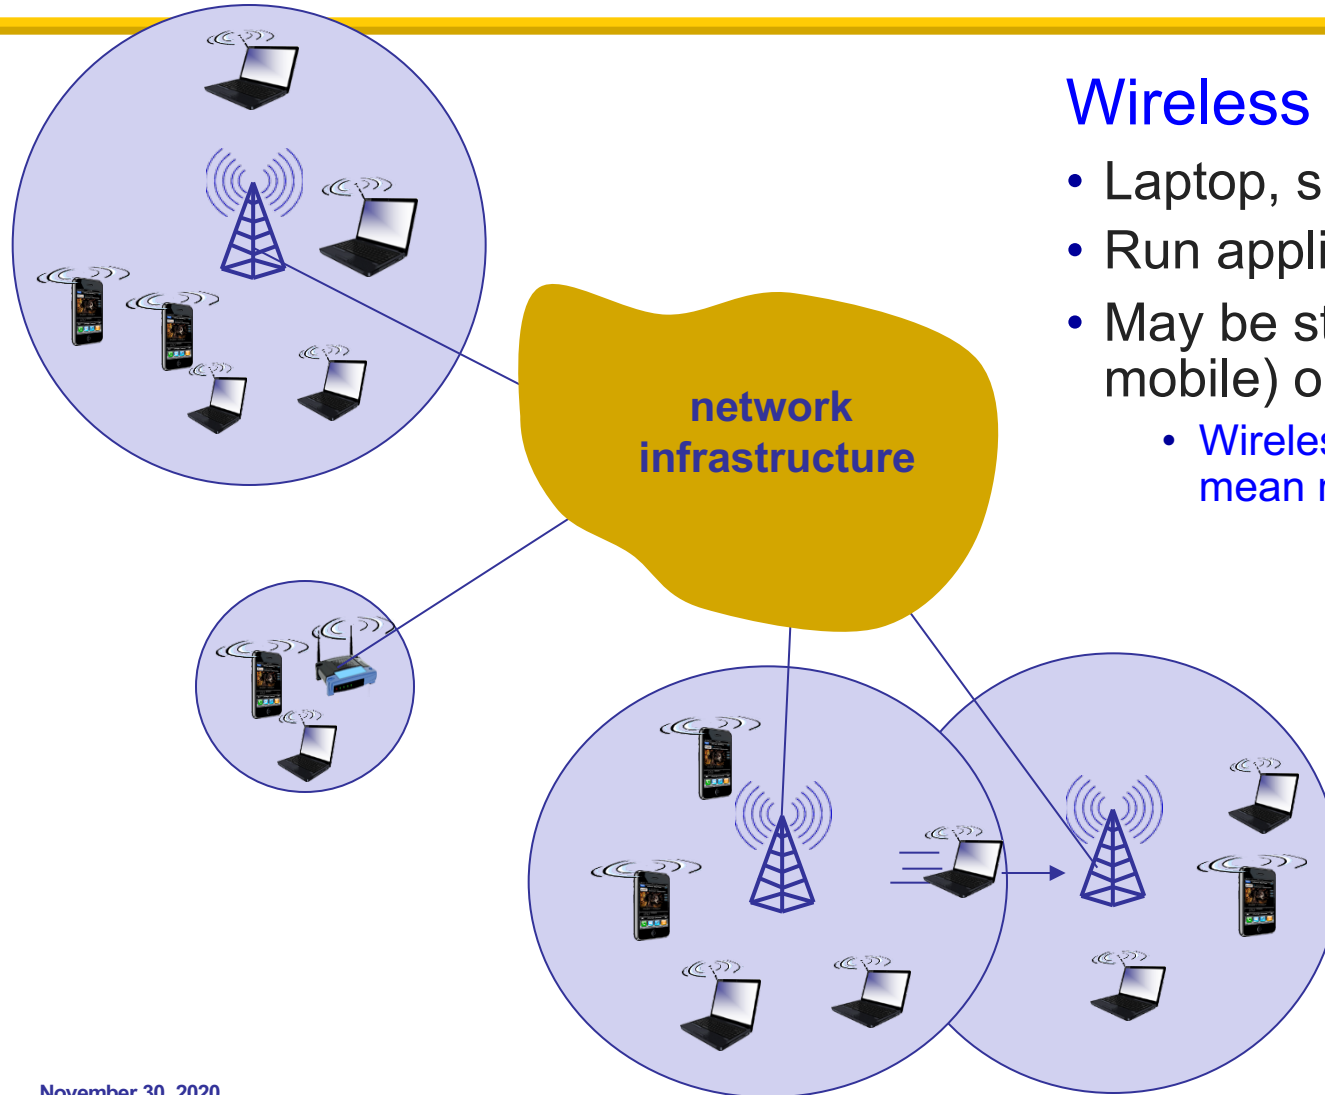 Wireless
• Laptop, s
• Run appli
• May be st
mobile) o
• Wireles
mean
network
infrastructure
November 30, 2020